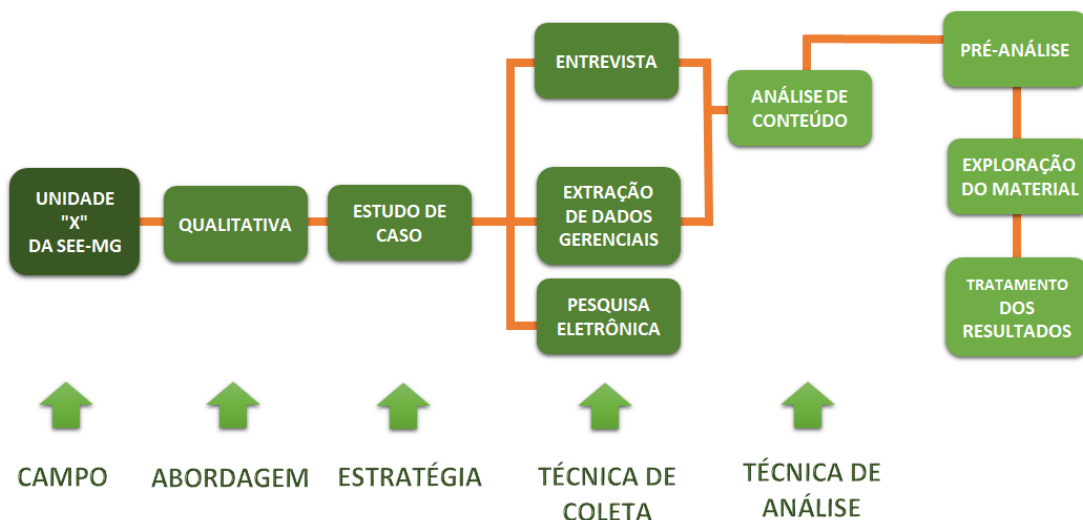 UNIDADE
"X"
DA SEE-MG
QUALITATIVA
ESTUDO DE
CASO
ENTREVISTA
EXTRAÇÃO
DE DADOS
GERENCIAIS
PESQUISA
ELETRÔNICA
ANÁLISE DE
CONTEÚDO
PRÉ-ANÁLISE
EXPLORAÇÃO
DO MATERIAL
TRATAMENTO
DOS
RESULTADOS
CAMPO
ABORDAGEM
ESTRATÉGIA
TÉCNICA DE
COLETA
TÉCNICA DE
ANÁLISE